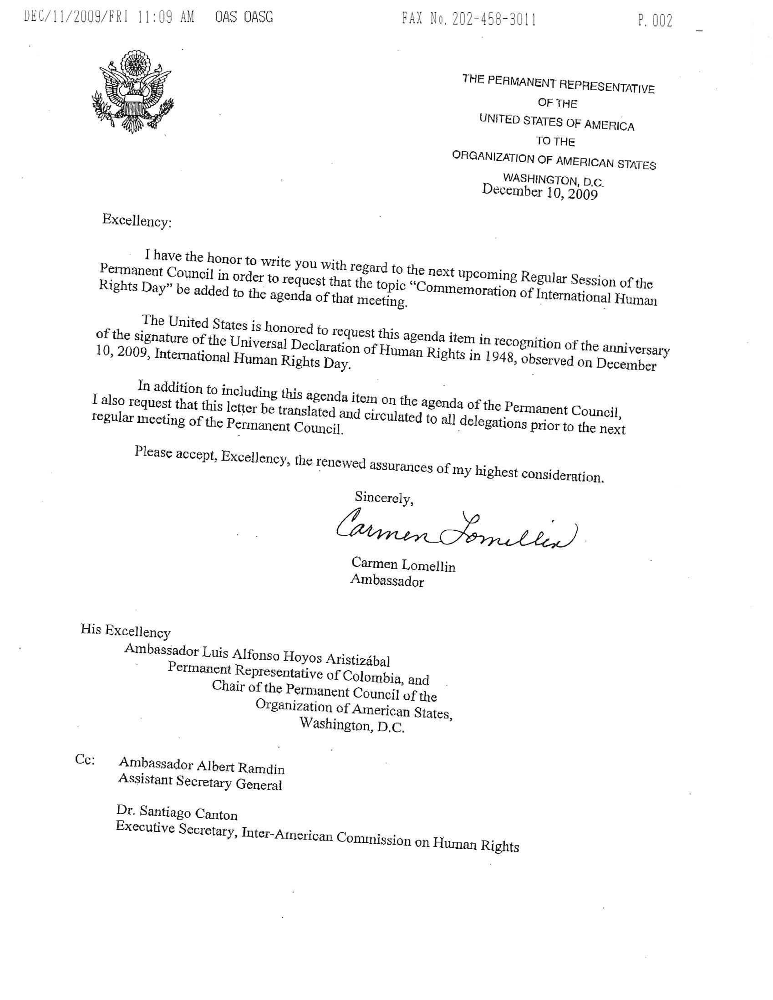 DEC/11/2009/FRI 11:09 AM OAS OASG FAX No. 202-458-3011 P. 002
THE PERMANENT REPRESENTATIVE
OF THE
UNITED STATES OF AMERICA
TO THE
ORGANIZATION OF AMERICAN STATES
WASHINGTON, D.C.
December 10, 2009
Excellency:
I have the honor to write you with regard to the next upcoming Regular Session of the
Permanent Council in order to request that the topic “Commemoration of International Human
Rights Day” be added to the agenda of that meeting.
The United States is honored to request this agenda item in recognition of the anniversary
of the signature of the Universal Declaration of Human Rights in 1948, observed on December
10, 2009, International Human Rights Day.
In addition to including this agenda item on the agenda of the Permanent Council,
I also request that this letter be translated and circulated to all delegations prior to the next
regular meeting of the Permanent Council.
Please accept, Excellency, the renewed assurances of my highest consideration.
Sincerely,
Carmen Lomellin
Carmen Lomellin
Ambassador
His Excellency
Ambassador Luis Alfonso Hoyos Aristizábal
Permanent Representative of Colombia, and
Chair of the Permanent Council of the
Organization of American States,
Washington, D.C.
Cc: Ambassador Albert Ramdin
Assistant Secretary General
Dr. Santiago Canton
Executive Secretary, Inter-American Commission on Human Rights